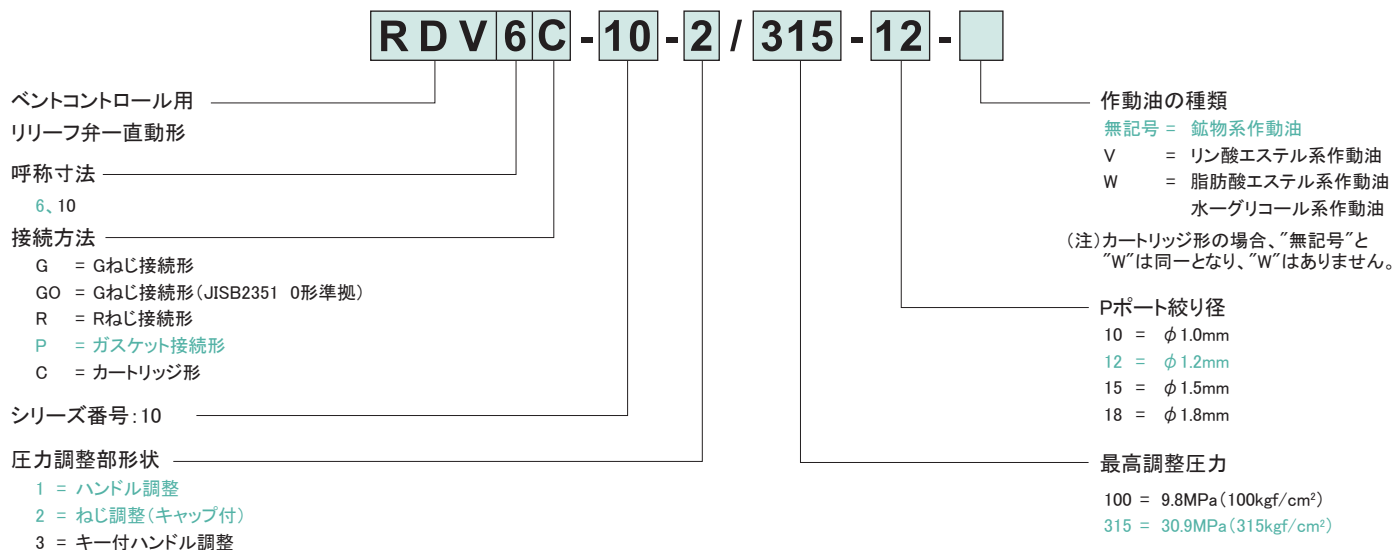 RDV6C-10-2/315-12-
ベントコントロール用
リリーフ弁ー直動形
呼称寸法
6、10
接続方法
G = Gねじ接続形
GO = Gねじ接続形(JISB2351 0形準拠)
R = Rねじ接続形
P = ガスケット接続形
C = カートリッジ形
シリーズ番号:10
圧力調整部形状
1 = ハンドル調整
2 = ねじ調整(キャップ付)
3 = キー付ハンドル調整
作動油の種類
無記号 = 鉱物系作動油
V = リン酸エステル系作動油
W = 脂肪酸エステル系作動油
水ーグリコール系作動油
(注)カートリッジ形の場合、"無記号"と
"W"は同一となり、"W"はありません。
Pポート絞り径
10 = φ1.0mm
12 = φ1.2mm
15 = φ1.5mm
18 = φ1.8mm
最高調整圧力
100 = 9.8MPa(100kgf/cm²)
315 = 30.9MPa(315kgf/cm²)